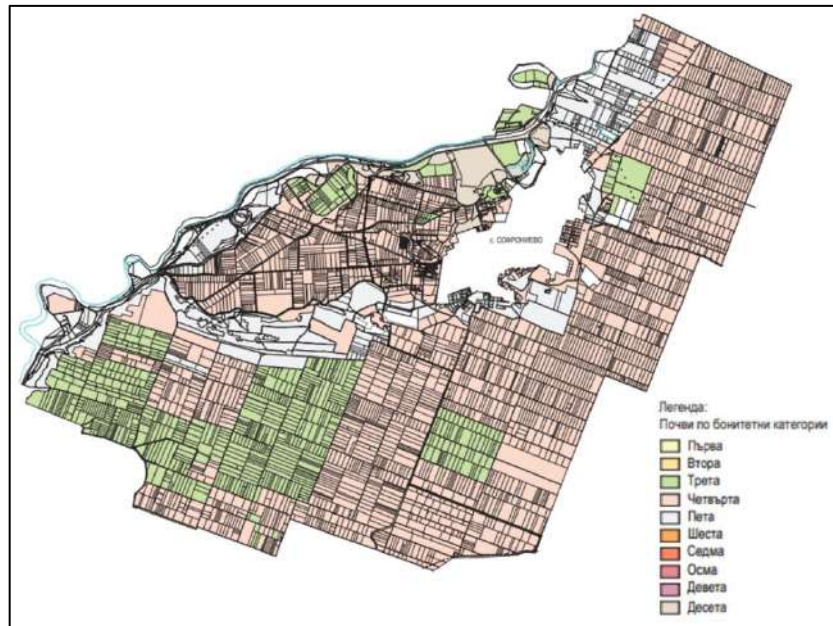 с. СОФРОНИЕВО
Легенда:
Почви по бонитетни категории
Първа
Втора
Трета
Четвърта
Пета
Шеста
Седма
Осма
Девета
Десета